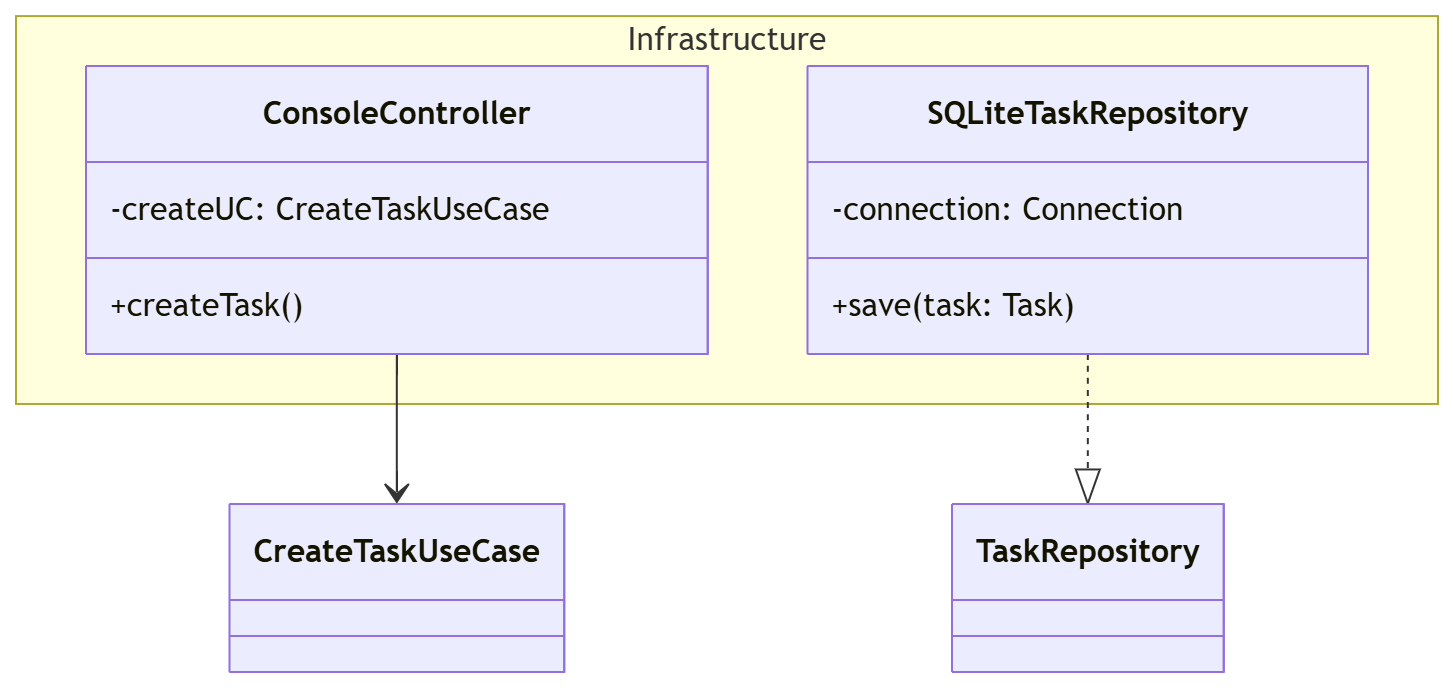 Infrastructure
ConsoleController
-createUC: CreateTaskUseCase
+createTask()
SQLiteTaskRepository
-connection: Connection
+save(task: Task)
CreateTaskUseCase
TaskRepository